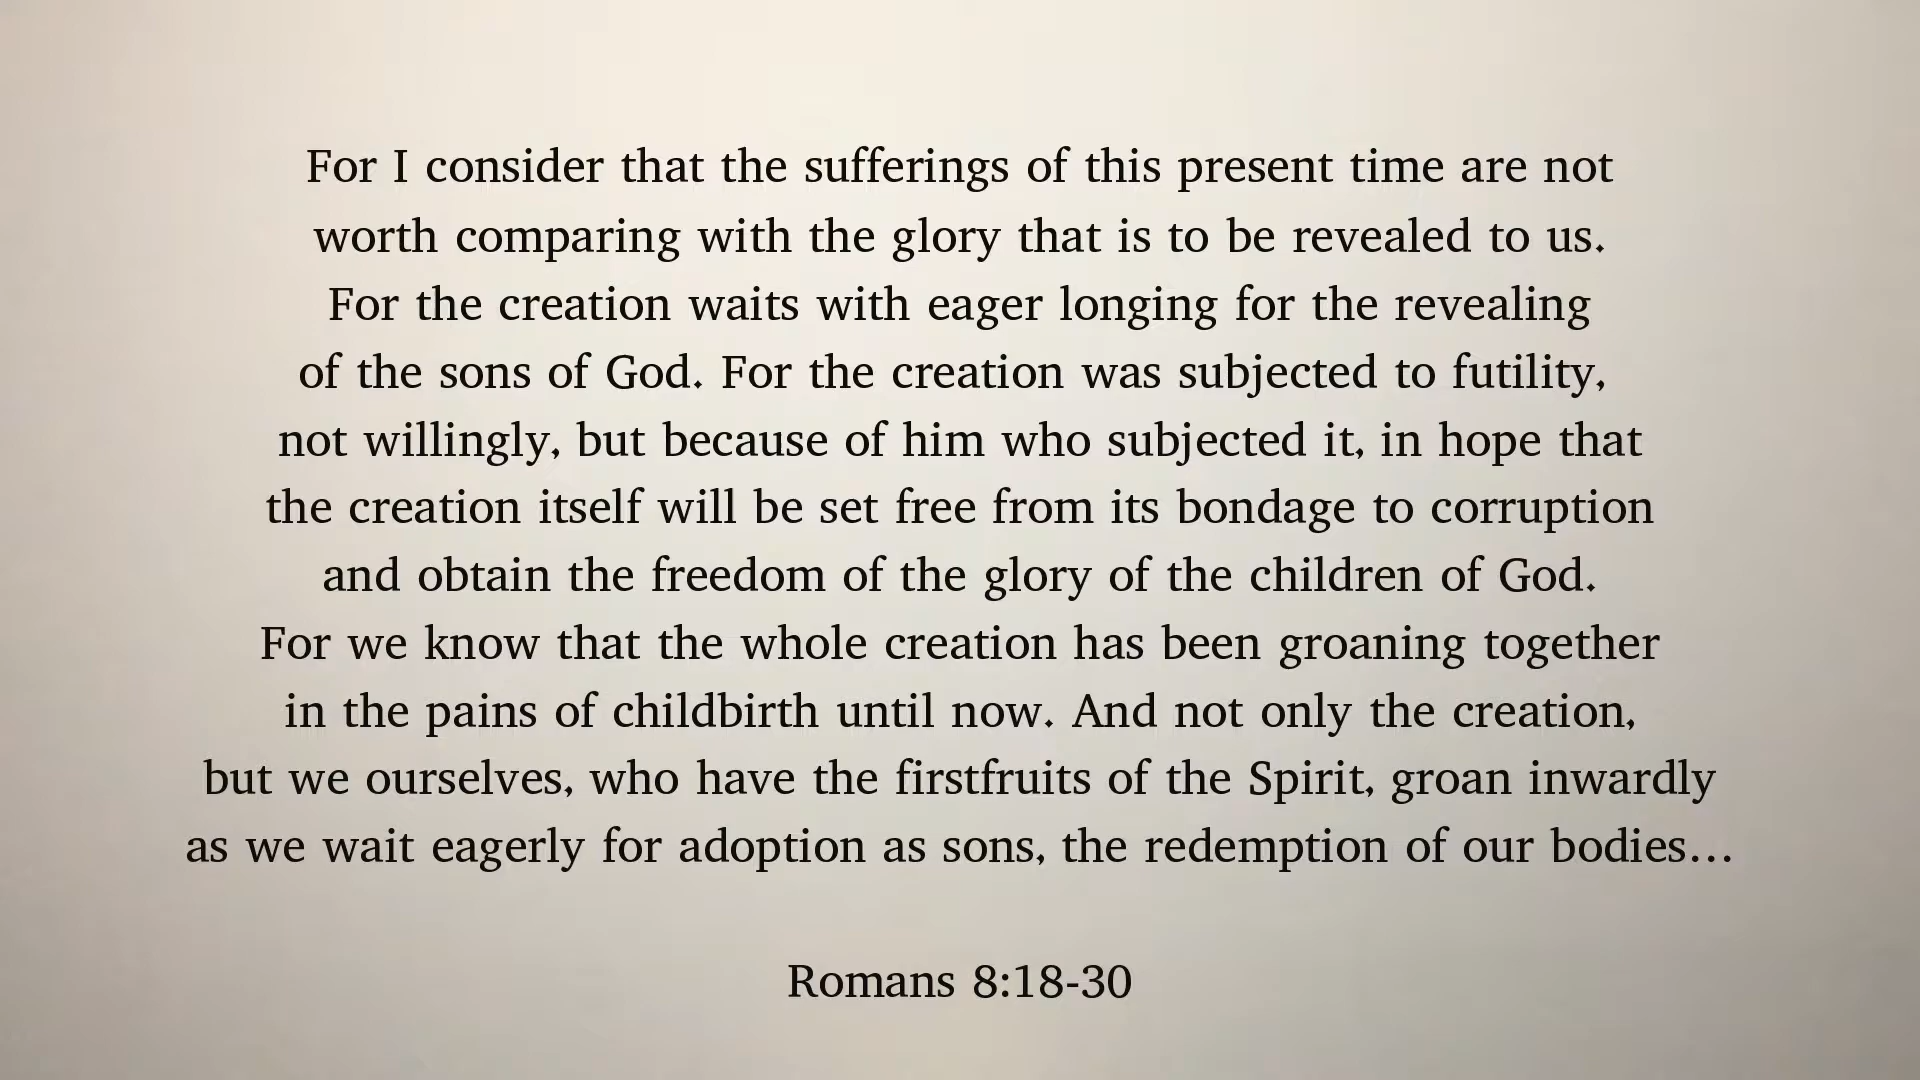 For I consider that the sufferings of this present time are not
worth comparing with the glory that is to be revealed to us.
For the creation waits with eager longing for the revealing
of the sons of God. For the creation was subjected to futility,
not willingly, but because of him who subjected it, in hope that
the creation itself will be set free from its bondage to corruption
and obtain the freedom of the glory of the children of God.
For we know that the whole creation has been groaning together
in the pains of childbirth until now. And not only the creation,
but we ourselves, who have the firstfruits of the Spirit, groan inwardly
as we wait eagerly for adoption as sons, the redemption of our bodies…
Romans 8:18-30